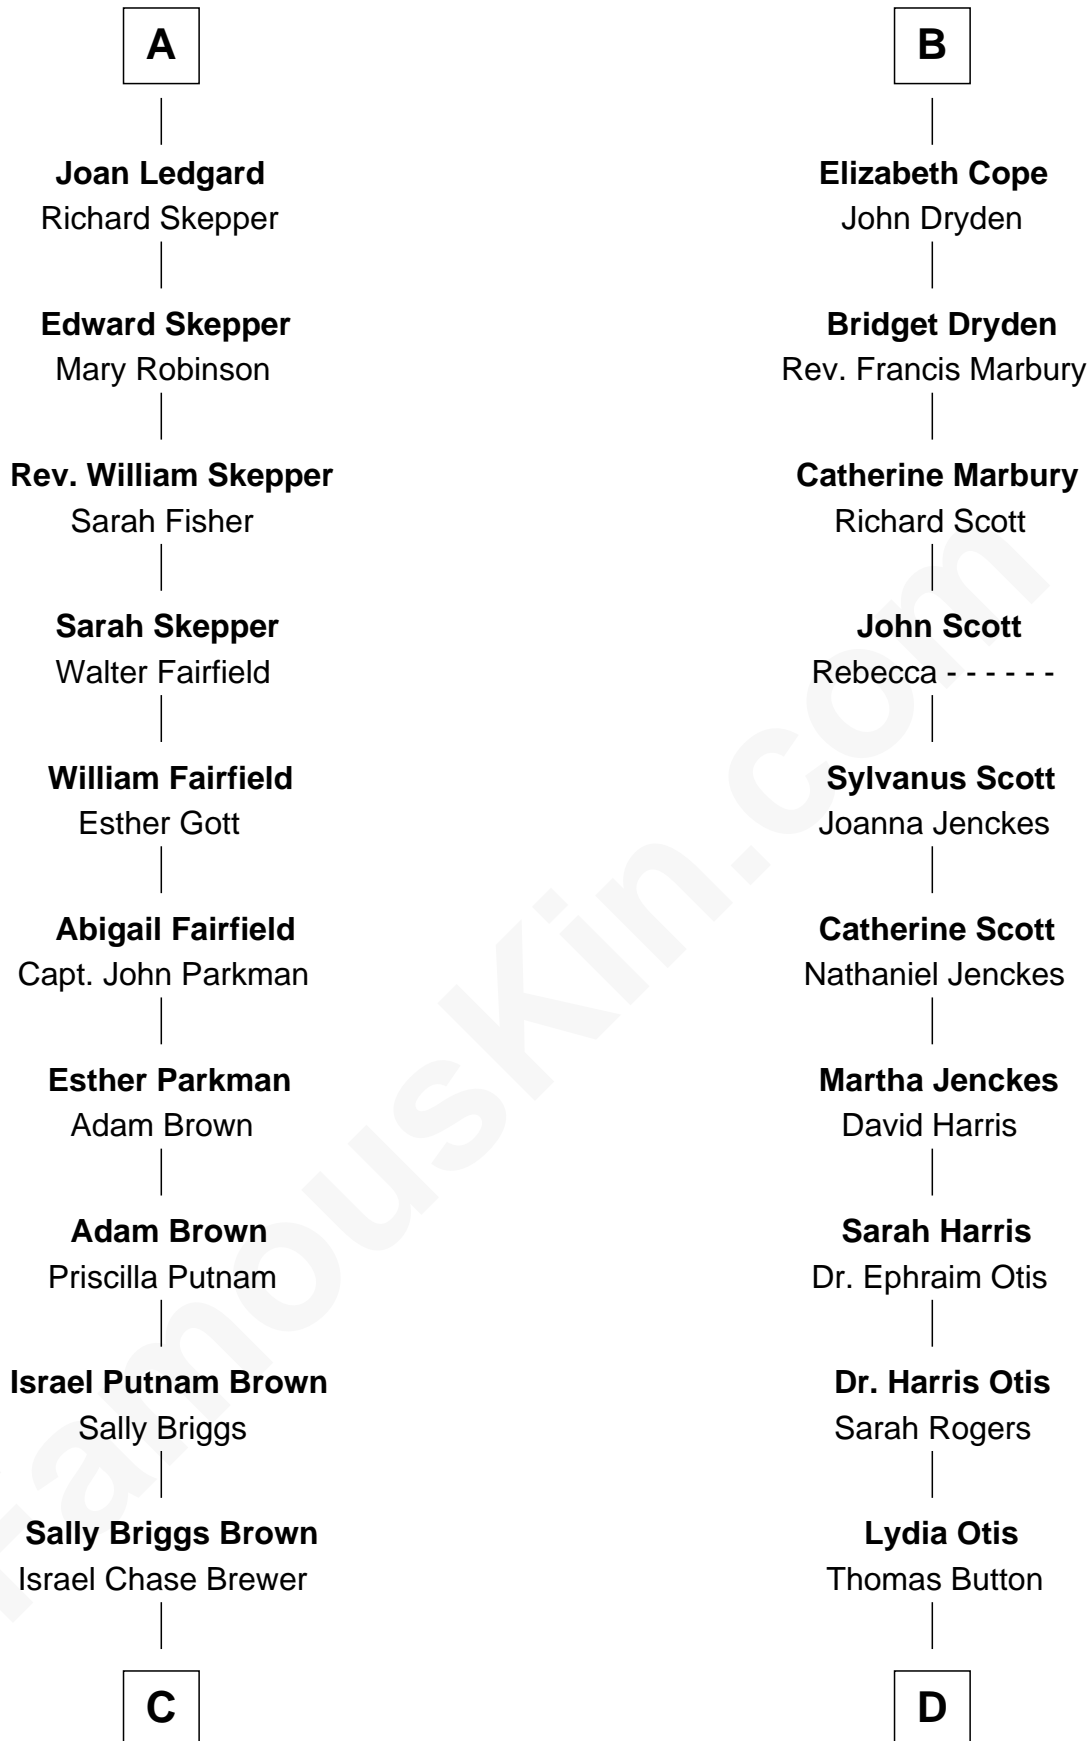 A
Joan Ledgard
Richard Skepper
Edward Skepper
Mary Robinson
Rev. William Skepper
Sarah Fisher
Sarah Skepper
Walter Fairfield
William Fairfield
Esther Gott
Abigail Fairfield
Capt. John Parkman
Esther Parkman
Adam Brown
Adam Brown
Priscilla Putnam
Israel Putnam Brown
Sally Briggs
Sally Briggs Brown
Israel Chase Brewer
C
B
Elizabeth Cope
John Dryden
Bridget Dryden
Rev. Francis Marbury
Catherine Marbury
Richard Scott
John Scott
Rebecca - - - - - -
Sylvanus Scott
Joanna Jenckes
Catherine Scott
Nathaniel Jenckes
Martha Jenckes
David Harris
Sarah Harris
Dr. Ephraim Otis
Dr. Harris Otis
Sarah Rogers
Lydia Otis
Thomas Button
D
FamousKin.com